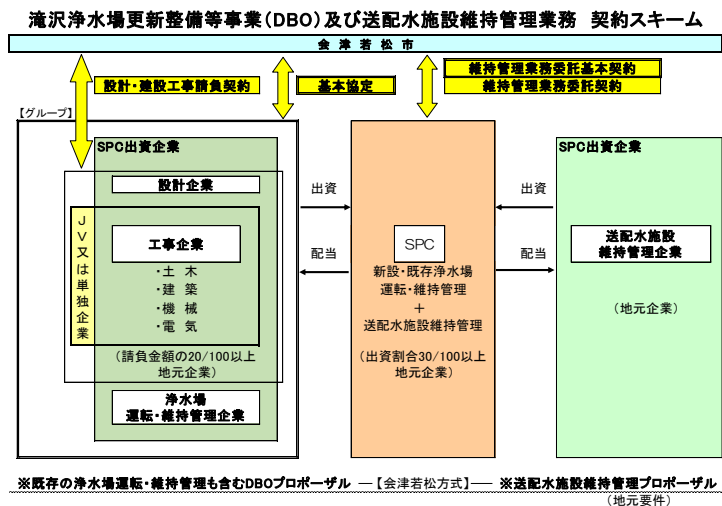 滝沢浄水場更新整備等事業（DBO）及び送配水施設維持管理業務 契約スキーム
会 津 若 松 市
設計・建設工事請負契約
基本協定
維持管理業務委託基本契約
維持管理業務委託契約
【グループ】
SPC出資企業
設計企業
JV又は単独企業
工事企業
・土 木
・建 築
・機 械
・電 気
（請負金額の20/100以上
地元企業）
浄水場
運転・維持管理企業
出資
配当
SPC
新設・既存浄水場
運転・維持管理
＋
送配水施設維持管理
（出資割合30/100以上
地元企業）
出資
配当
SPC出資企業
送配水施設
維持管理企業
（地元企業）
※既存の浄水場運転・維持管理も含むDBOプロポーザル ―【会津若松方式】― ※送配水施設維持管理プロポーザル
（地元要件）